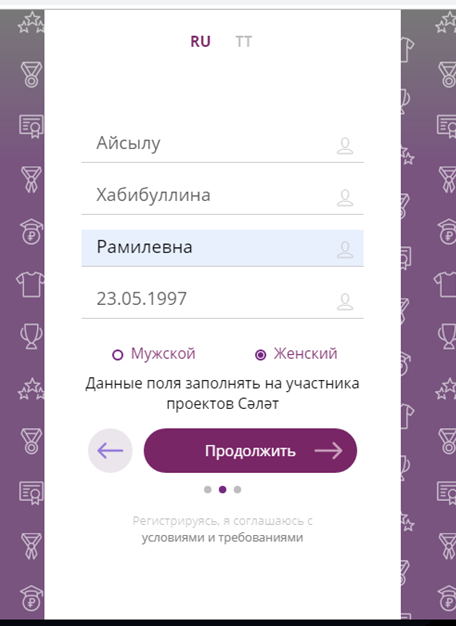 RU TT
Айсылу
Хабибуллина
Рамилевна
23.05.1997
Мужской Женский
Данные поля заполнять на участника
проектов Сәләт
Продолжить
Регистрируясь, я соглашаюсь с
условиями и требованиями